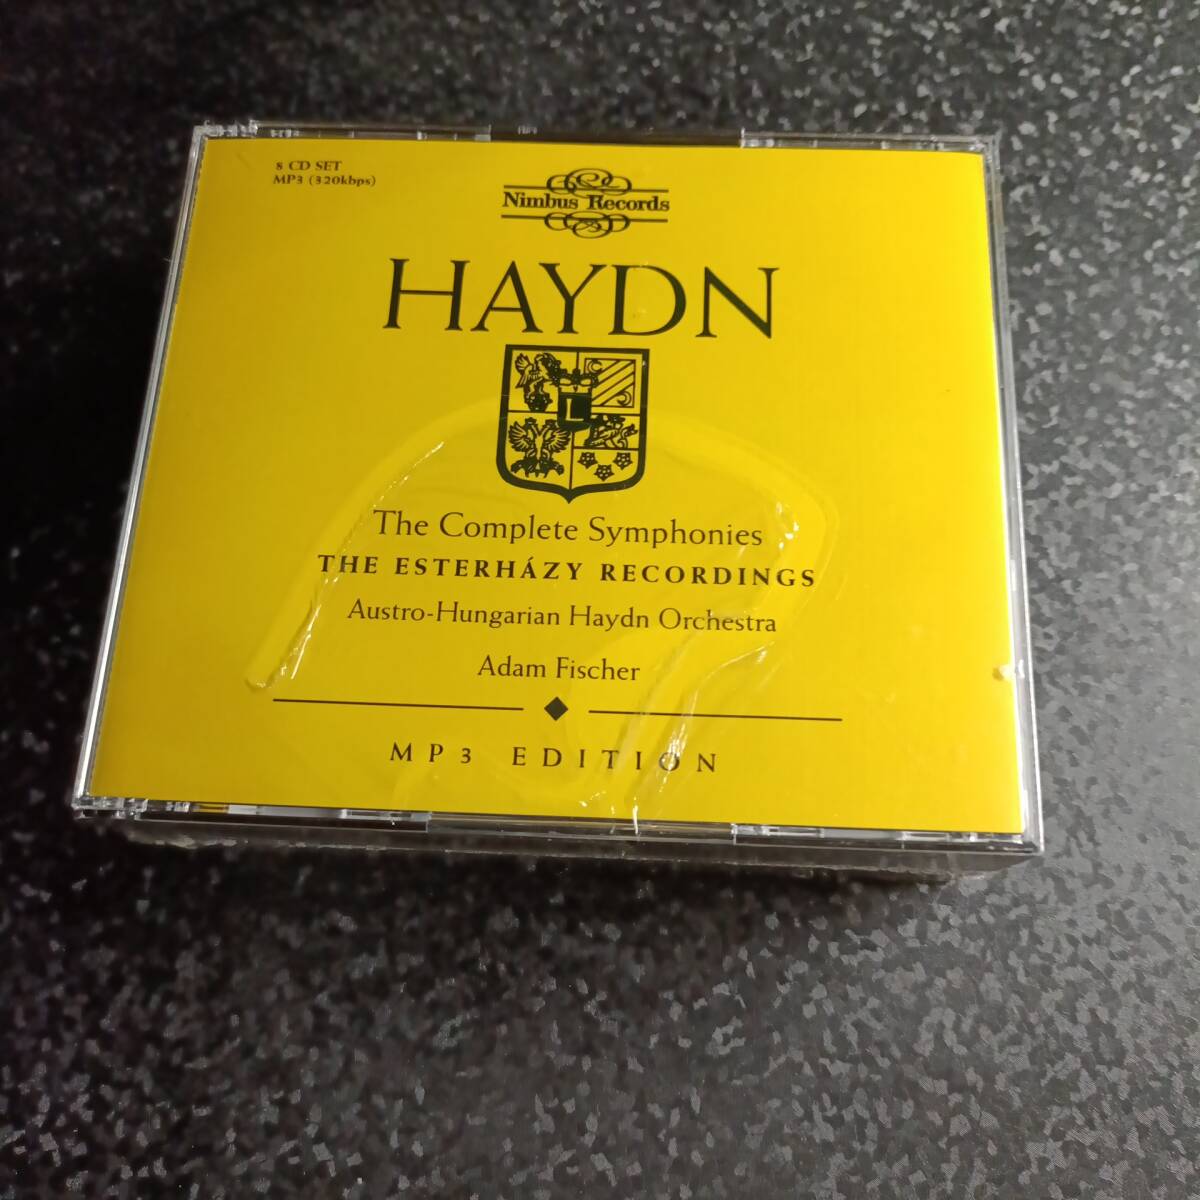 8 CD SET
MP3 (320kbps)
Nimbus Records
HAYDN
L
The Complete Symphonies
THE ESTERHÁZY RECORDINGS
Austro-Hungarian Haydn Orchestra
Adam Fischer
MP3 EDITION